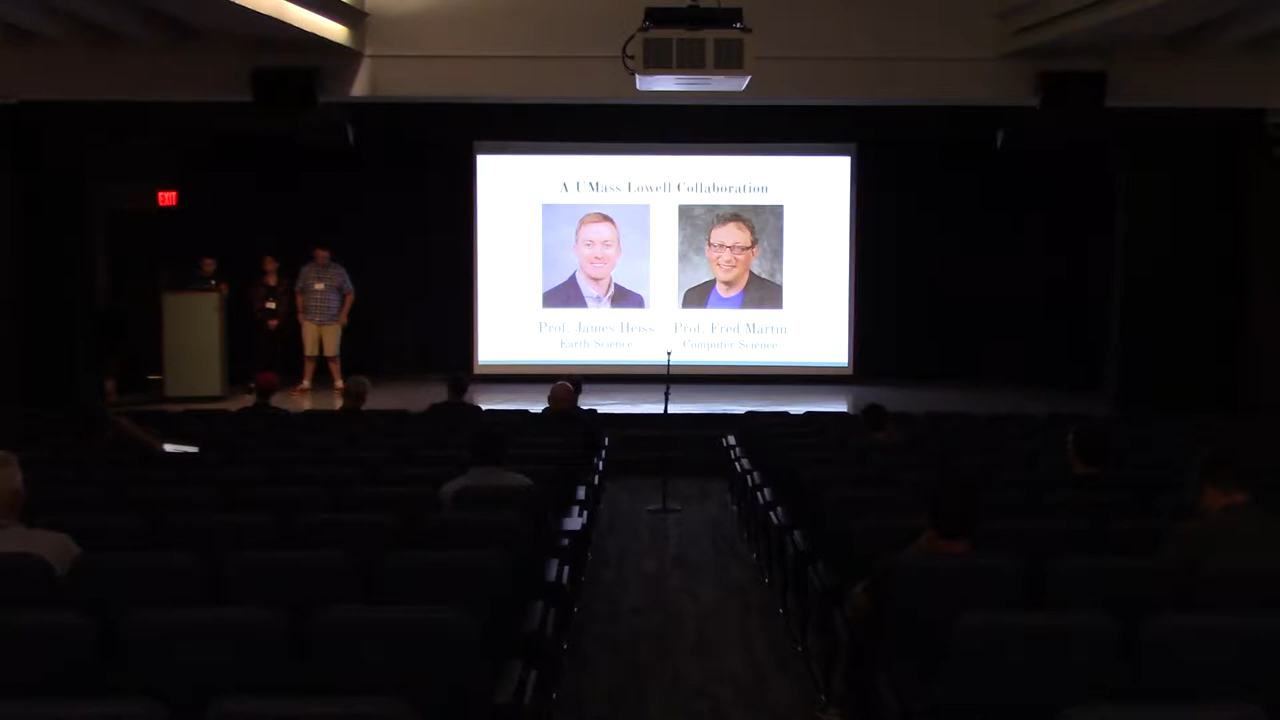 EXIT
A UMass Lowell Collaboration
Prof. James Heiss
Earth Science
Prof. Fred Martin
Computer Science